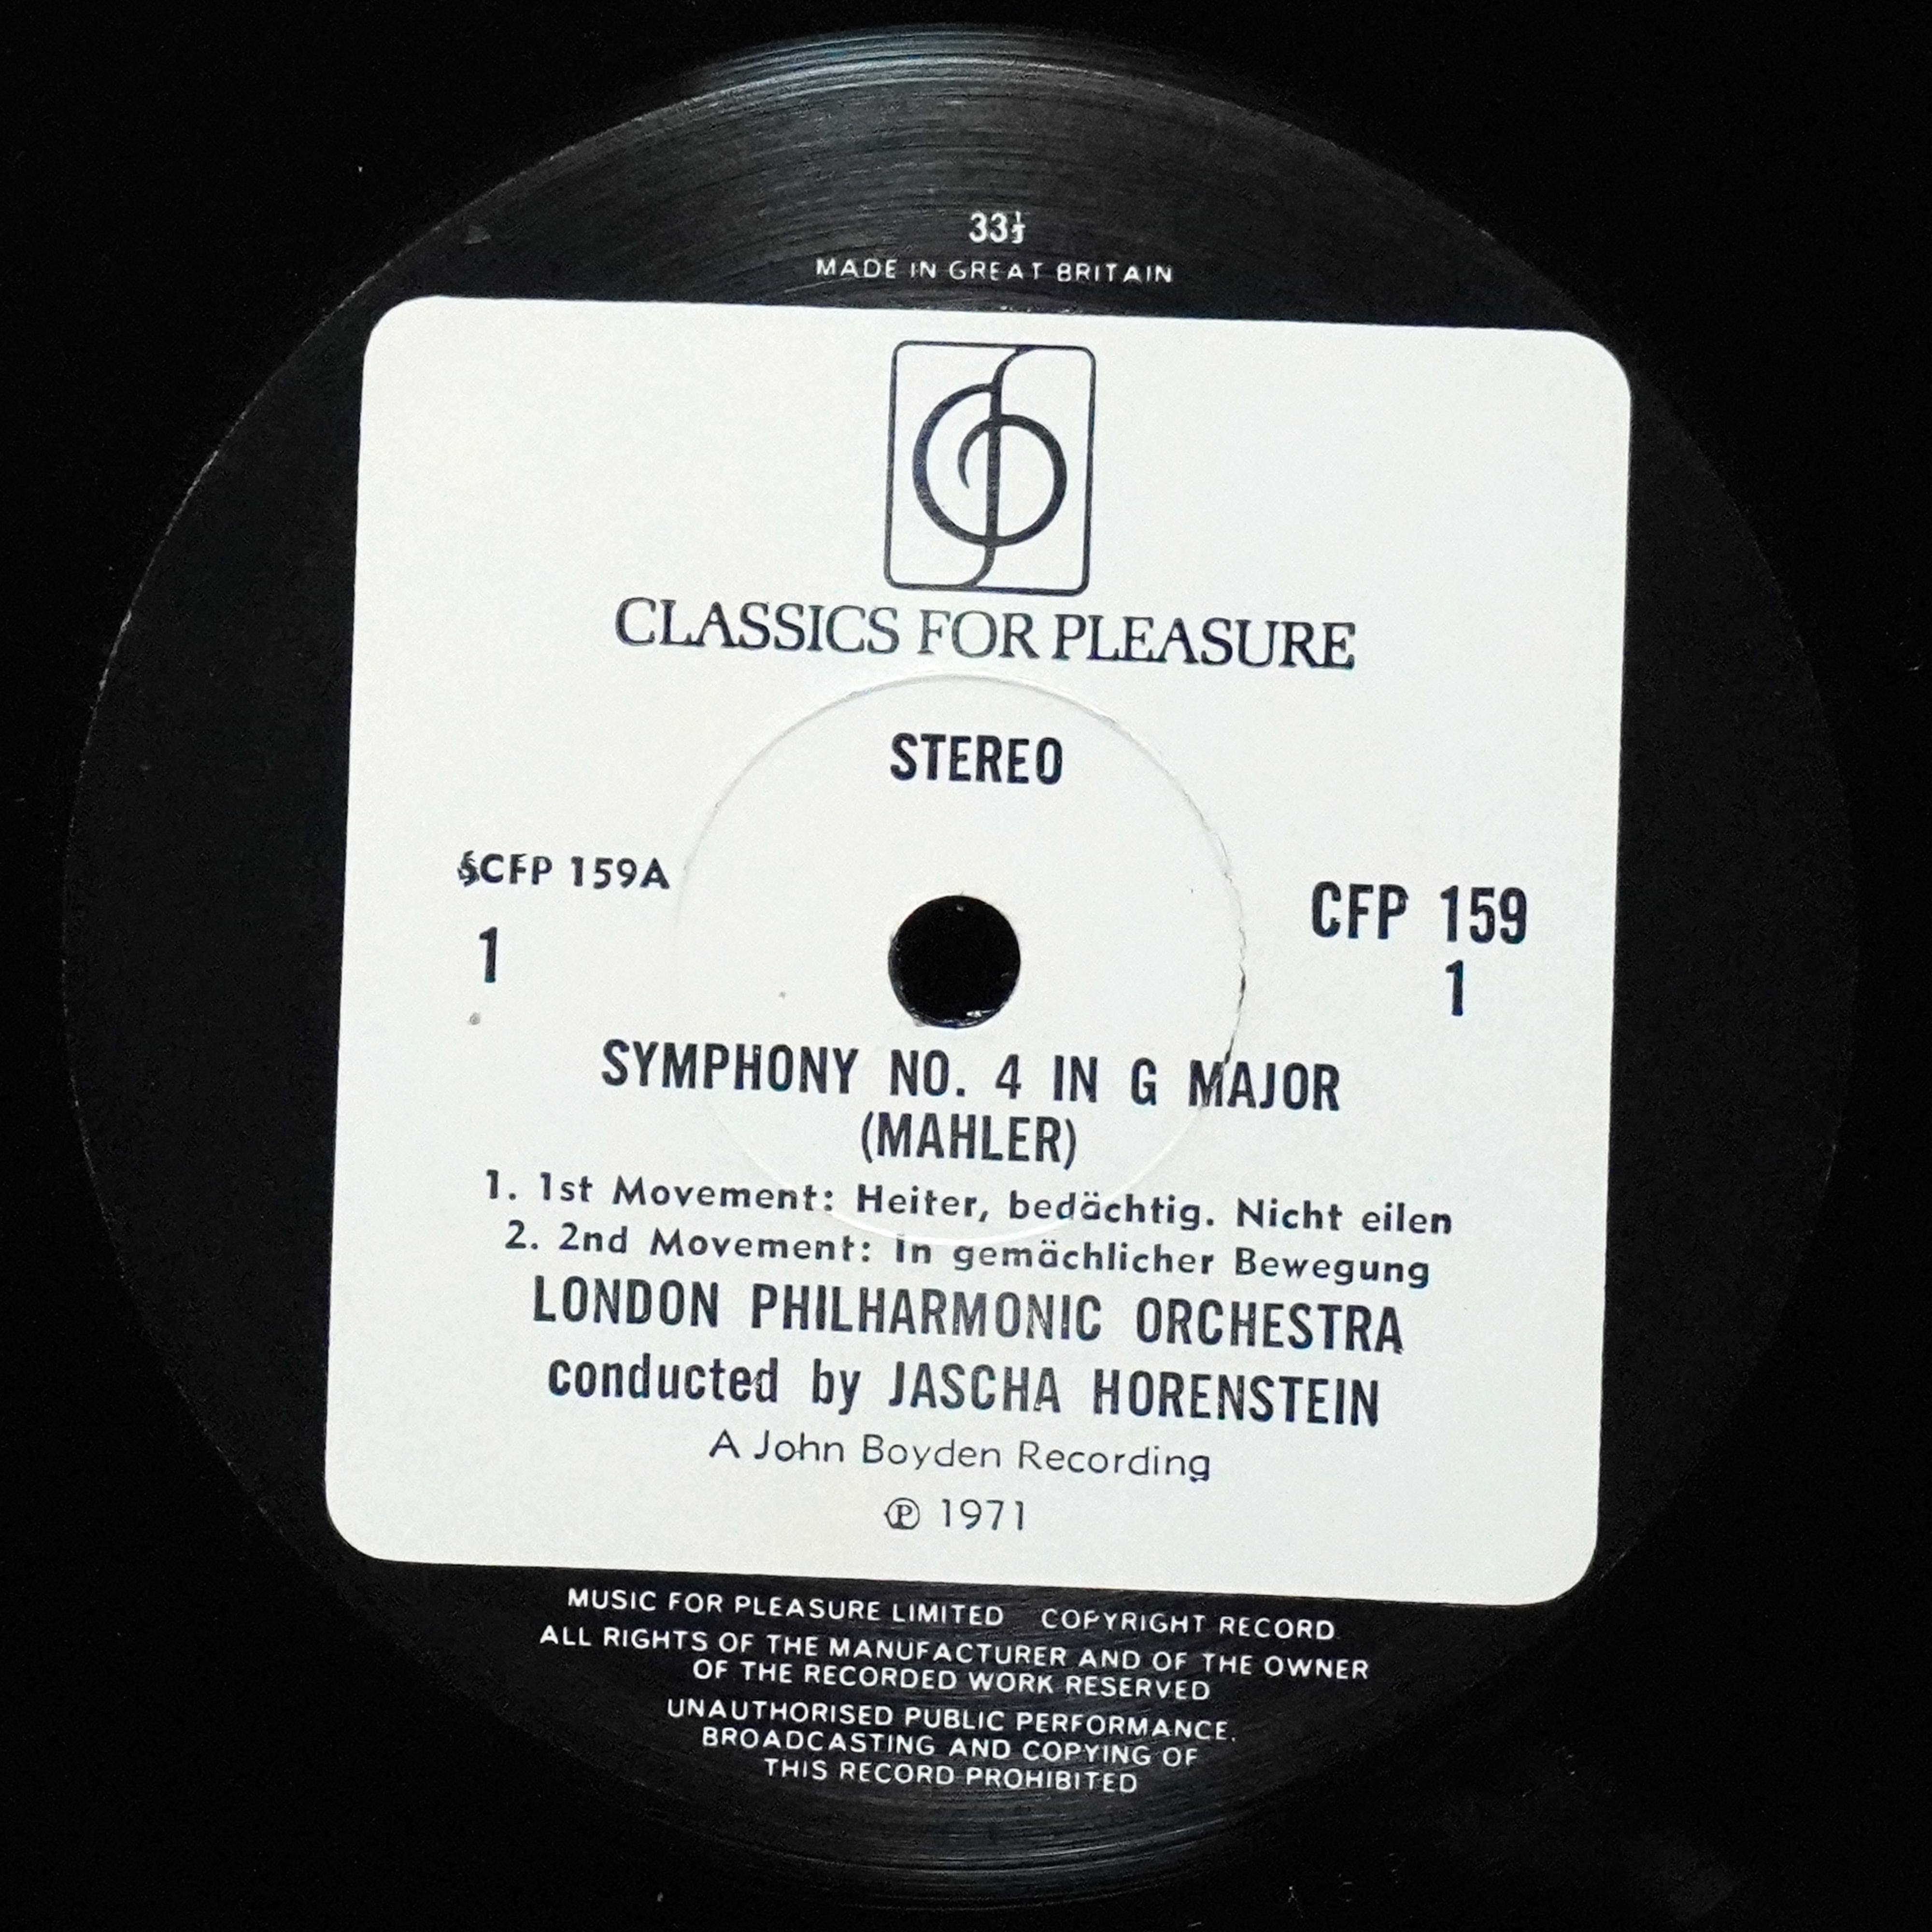 33⅓
MADE IN GREAT BRITAIN
CLASSICS FOR PLEASURE
STEREO
SCFP 159A
CFP 159
1
1
SYMPHONY NO. 4 IN G MAJOR
(MAHLER)
1. 1st Movement: Heiter, bedächtig. Nicht eilen
2. 2nd Movement: In gemächlicher Bewegung
LONDON PHILHARMONIC ORCHESTRA
conducted by JASCHA HORENSTEIN
A John Boyden Recording
℗ 1971
MUSIC FOR PLEASURE LIMITED COPYRIGHT RECORD
ALL RIGHTS OF THE MANUFACTURER AND OF THE OWNER
OF THE RECORDED WORK RESERVED
UNAUTHORISED PUBLIC PERFORMANCE.
BROADCASTING AND COPYING OF
THIS RECORD PROHIBITED